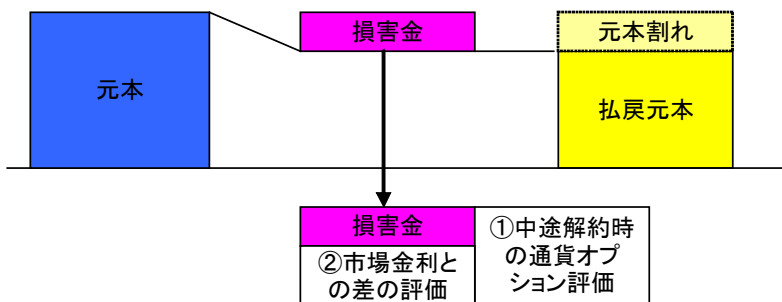 元本
損害金
元本割れ
払戻元本
損害金
①中途解約時
の通貨オプ
ション評価
②市場金利と
の差の評価